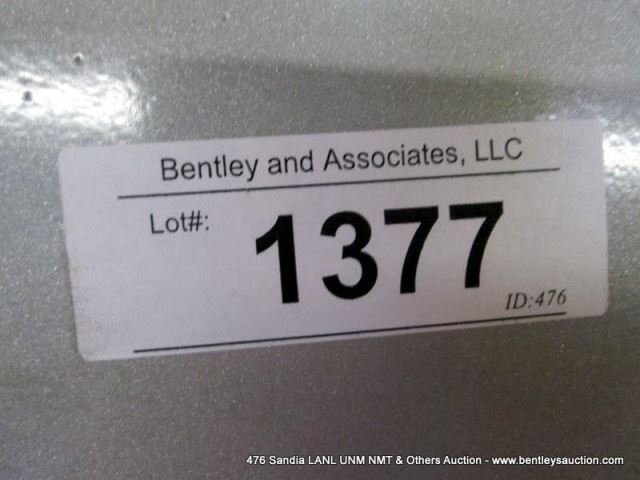 Bentley and Associates, LLC
Lot#: 1377
ID:476
476 Sandia LANL UNM NMT & Others Auction - www.bentleysauction.com